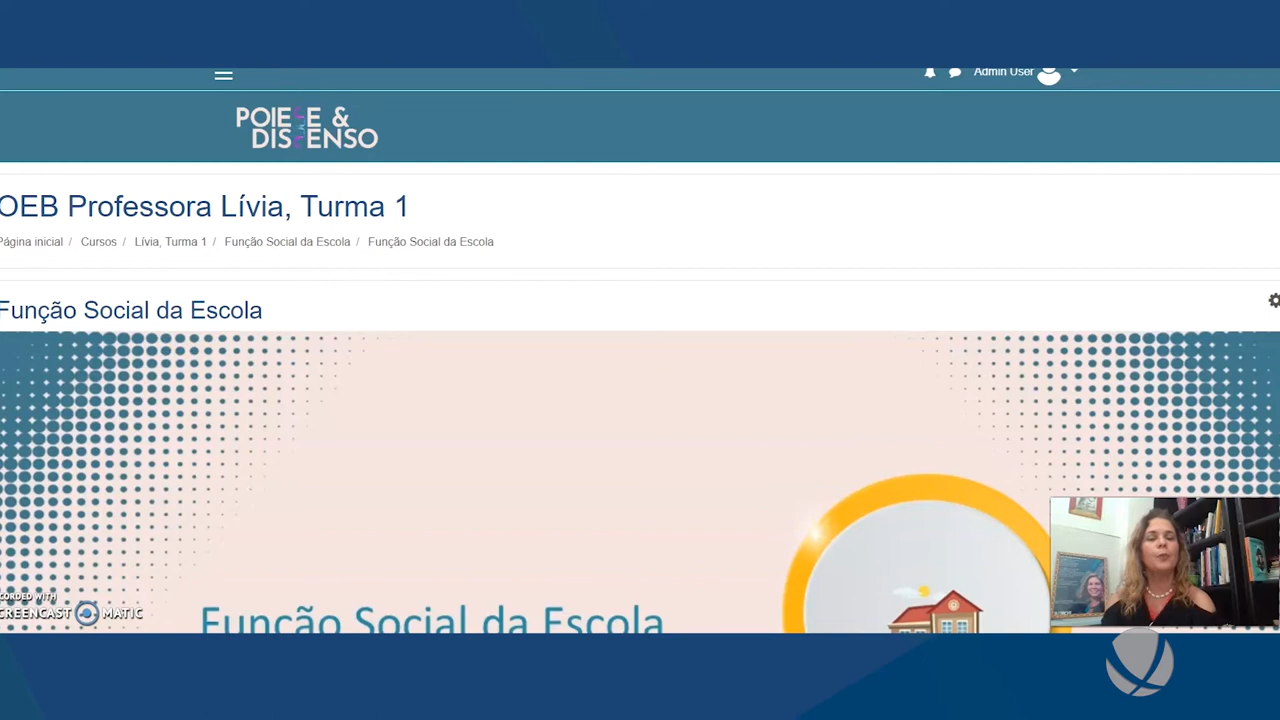 Admin User
POIESE &
DISSENSO
OEB Professora Lívia, Turma 1
Página inicial / Cursos / Lívia, Turma 1 / Função Social da Escola / Função Social da Escola
Função Social da Escola
Função Social da Escola
CORDED WITH
CREENCAST MATIC